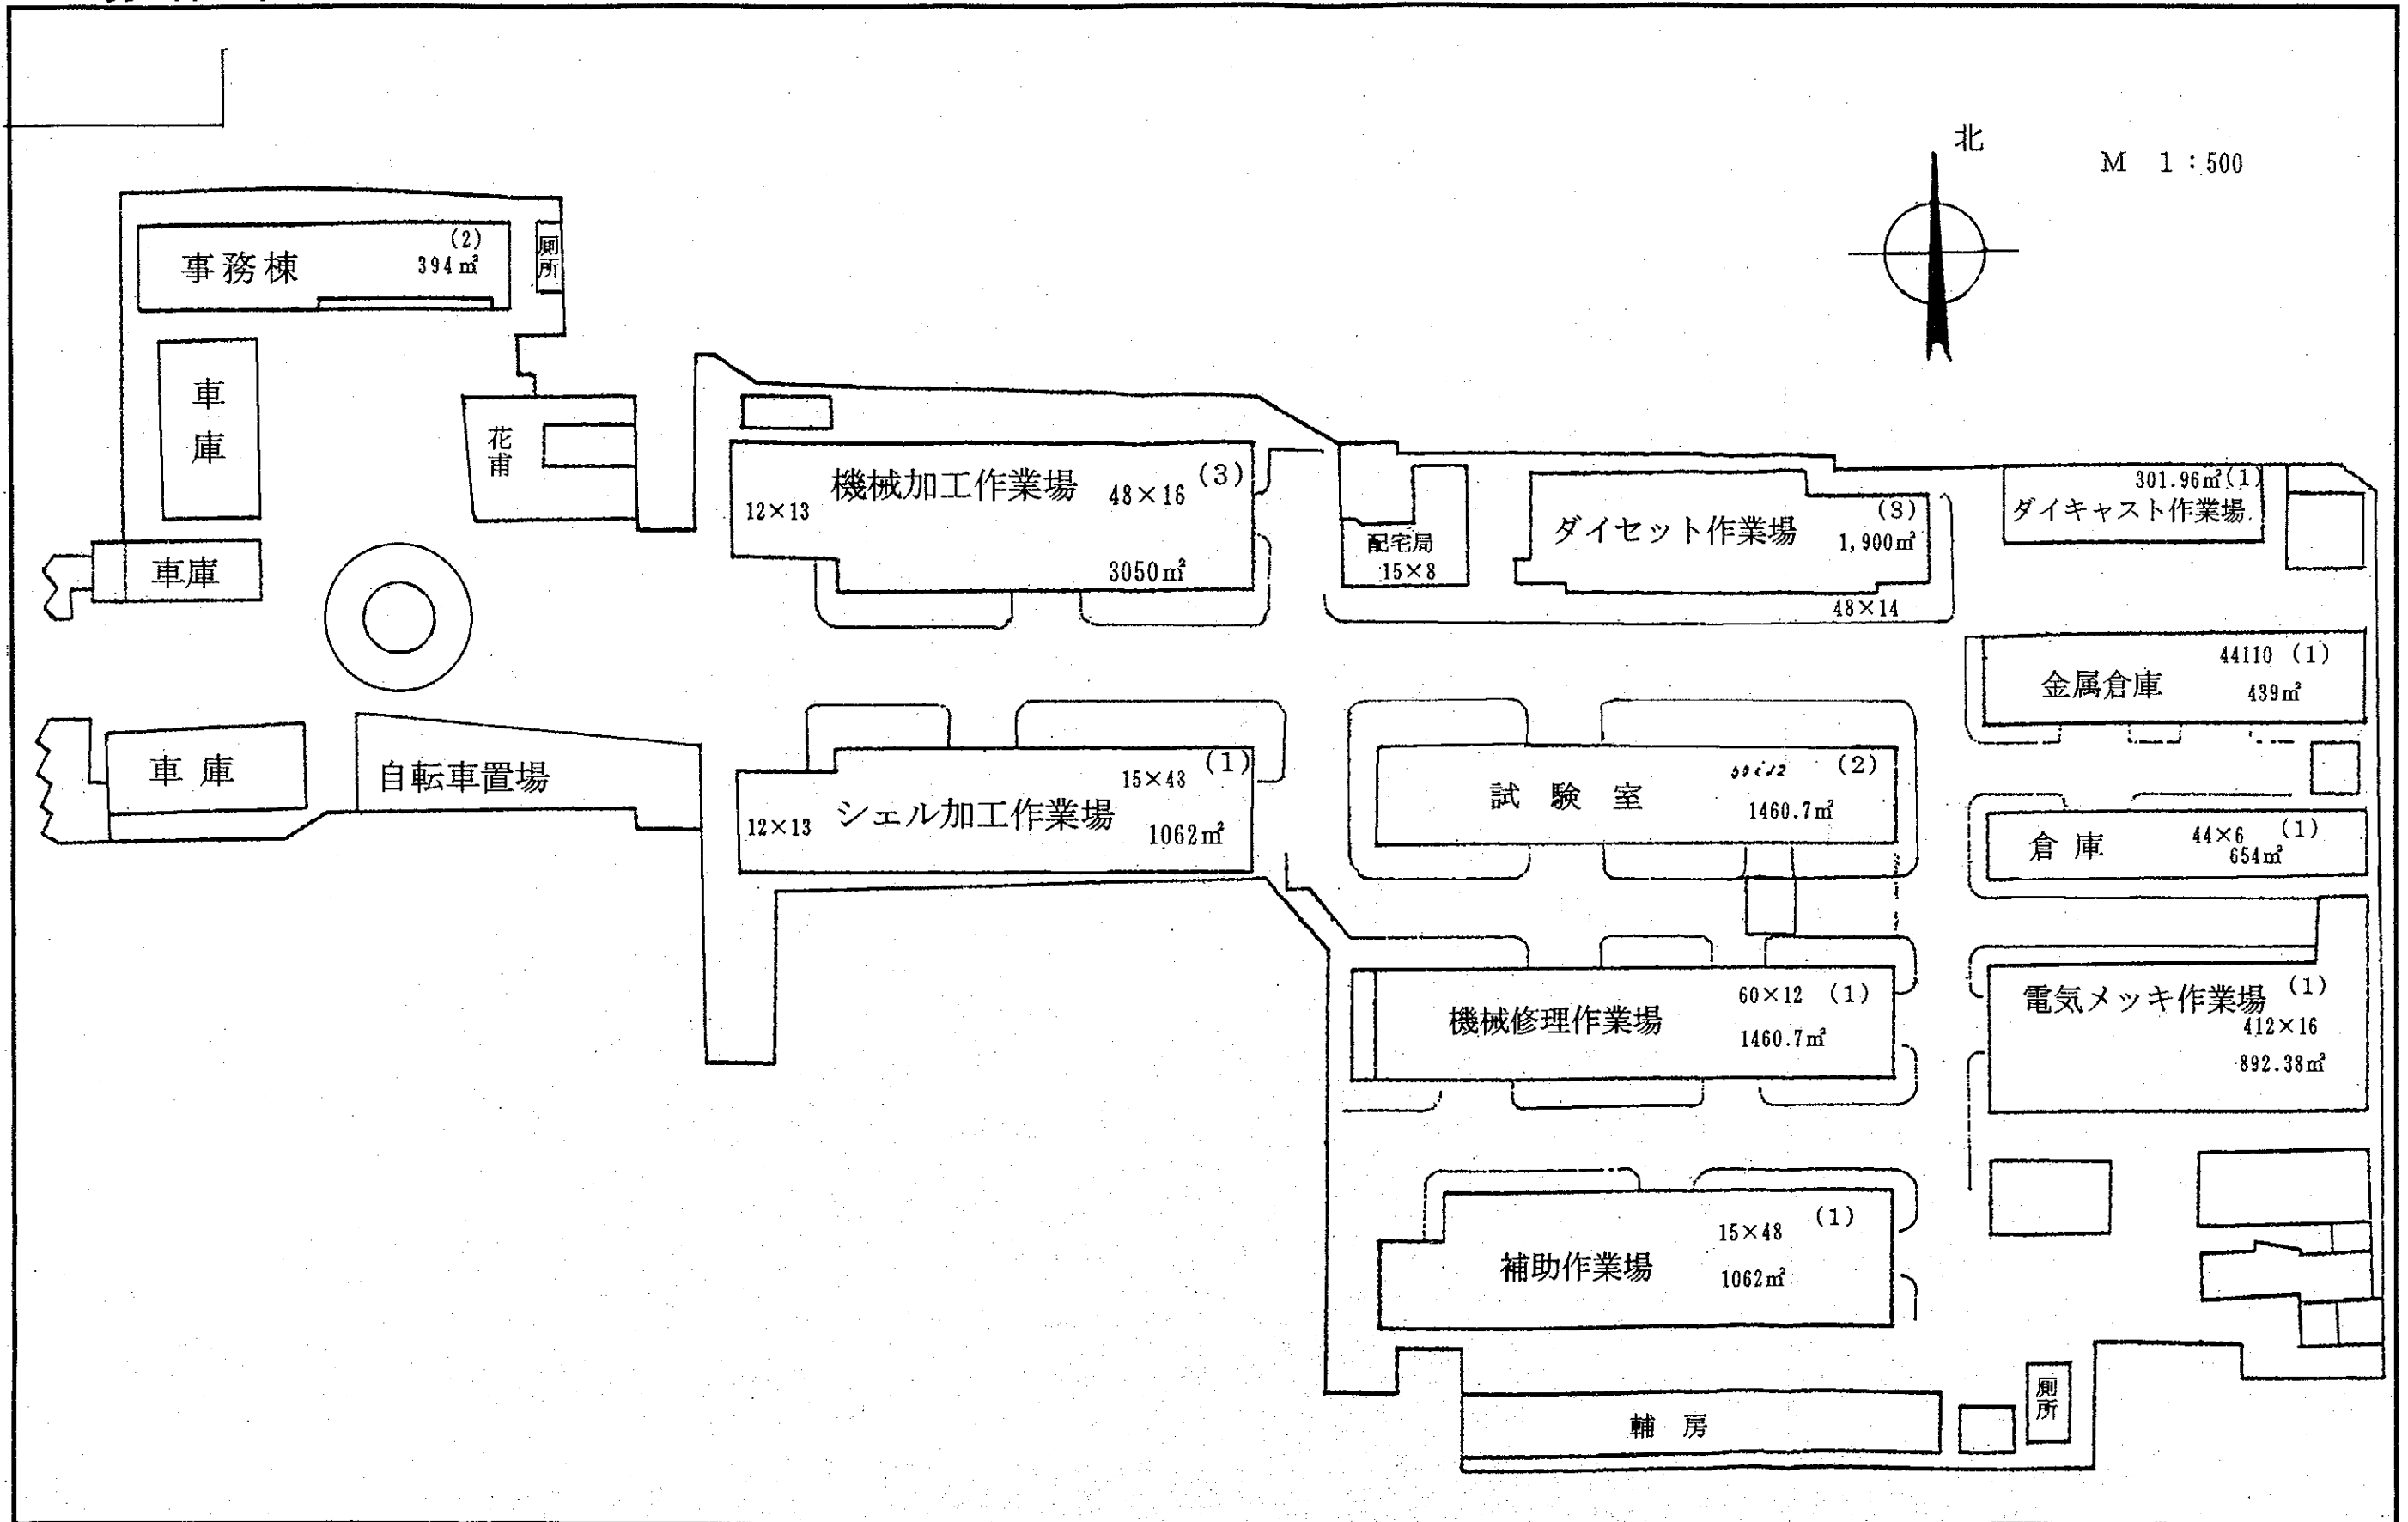 北
M 1:500
事務棟
(2)
394㎡
厠所
車庫
花甫
車庫
機械加工作業場
(3)
48×16
12×13
3050㎡
配宅局
15×8
ダイセット作業場
(3)
1,900㎡
48×14
301.96㎡(1)
ダイキャスト作業場
44110 (1)
金属倉庫
439㎡
車庫
自転車置場
(1)
15×43
シェル加工作業場
12×13
1062㎡
(2)
試験室
1460.7㎡
倉庫
44×6 (1)
654㎡
60×12 (1)
機械修理作業場
1460.7㎡
電気メッキ作業場 (1)
412×16
892.38㎡
15×48 (1)
補助作業場
1062㎡
輔房
厠所